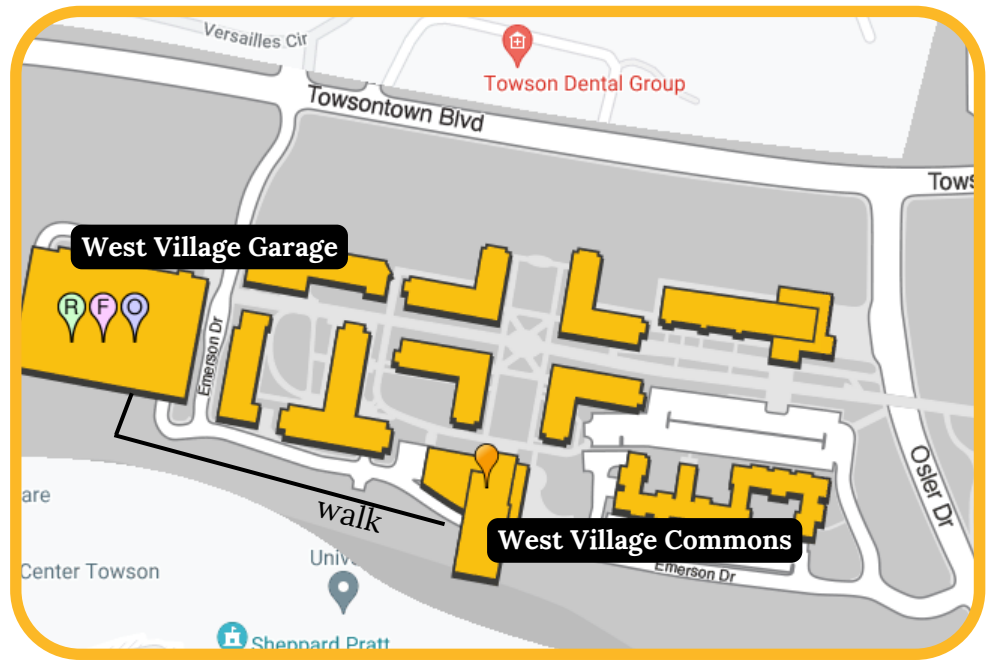 Versailles Cir
Towson Dental Group
Towsontown Blvd
Tows
West Village Garage
R F O
Emerson Dr
Osler Dr
walk
are
West Village Commons
Univ
Center Towson
Emerson Dr
Sheppard Pratt